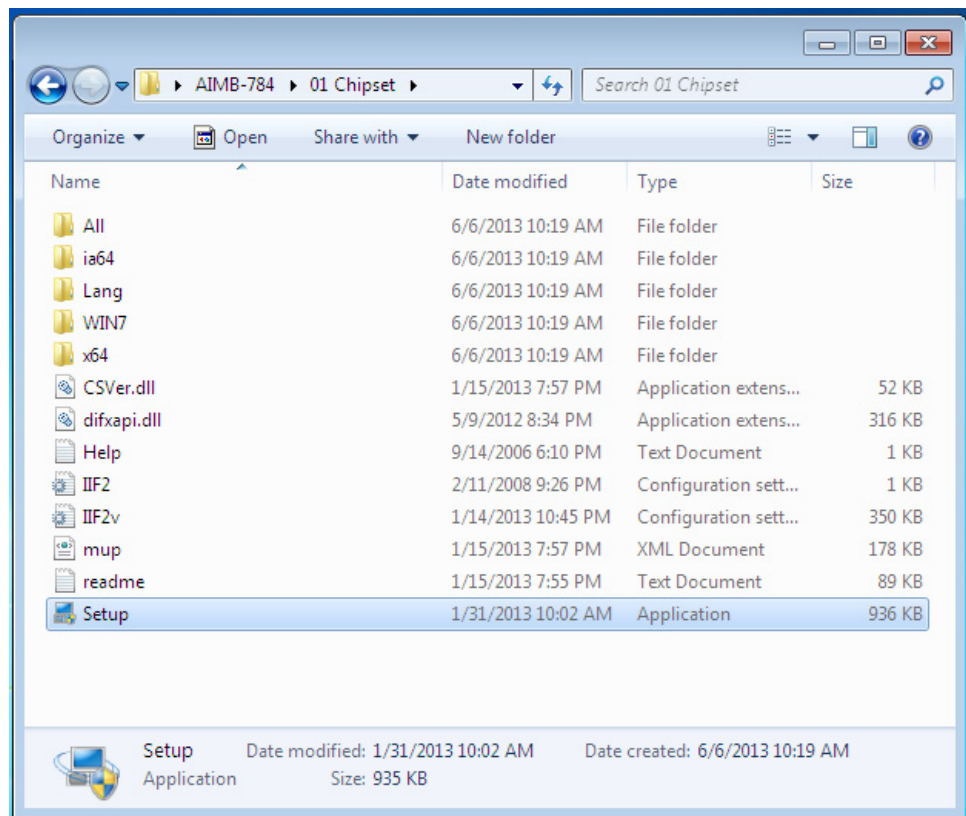 AIMB-784 01 Chipset Search 01 Chipset
Organize Open Share with New folder
Name Date modified Type Size
All 6/6/2013 10:19 AM File folder
ia64 6/6/2013 10:19 AM File folder
Lang 6/6/2013 10:19 AM File folder
WIN7 6/6/2013 10:19 AM File folder
x64 6/6/2013 10:19 AM File folder
CSVer.dll 1/15/2013 7:57 PM Application extens... 52 KB
difxapi.dll 5/9/2012 8:34 PM Application extens... 316 KB
Help 9/14/2006 6:10 PM Text Document 1 KB
IIF2 2/11/2008 9:26 PM Configuration sett... 1 KB
IIF2v 1/14/2013 10:45 PM Configuration sett... 350 KB
mup 1/15/2013 7:57 PM XML Document 178 KB
readme 1/15/2013 7:55 PM Text Document 89 KB
Setup 1/31/2013 10:02 AM Application 936 KB
Setup Date modified: 1/31/2013 10:02 AM Date created: 6/6/2013 10:19 AM
Application Size: 935 KB